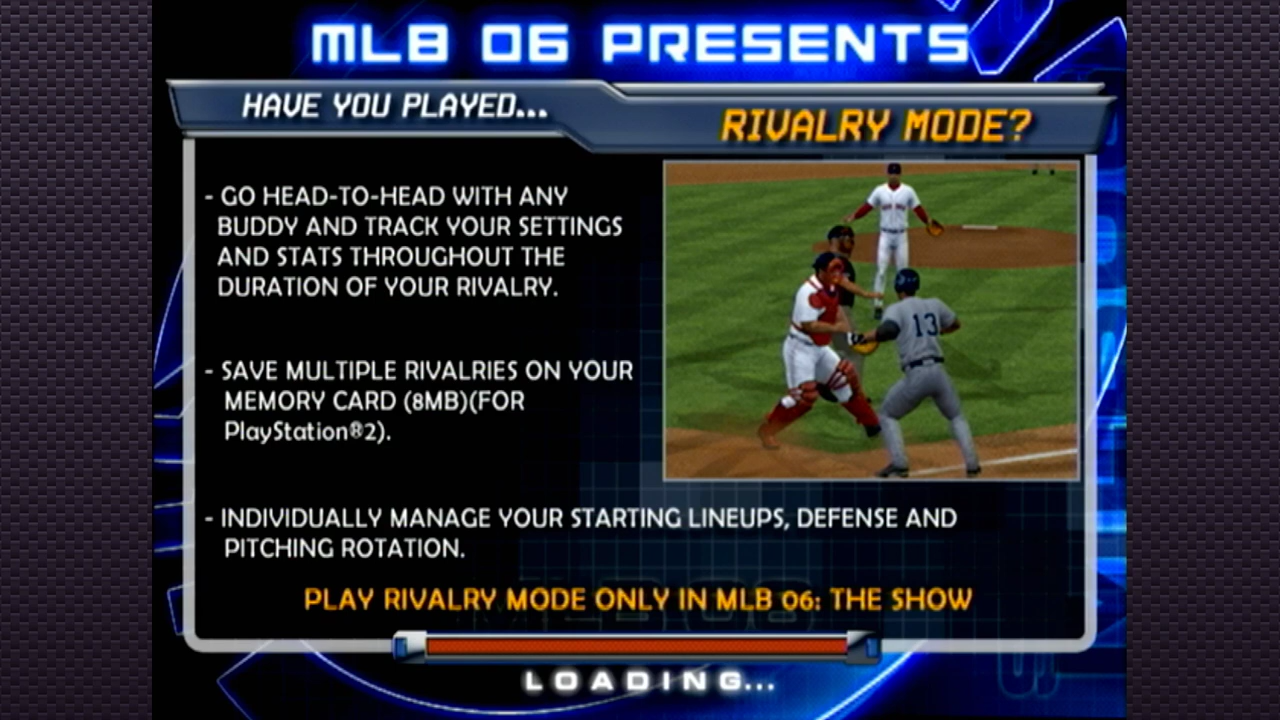 MLB 06 PRESENTS
HAVE YOU PLAYED...
RIVALRY MODE?
- GO HEAD-TO-HEAD WITH ANY
BUDDY AND TRACK YOUR SETTINGS
AND STATS THROUGHOUT THE
DURATION OF YOUR RIVALRY.
- SAVE MULTIPLE RIVALRIES ON YOUR
MEMORY CARD (8MB)(FOR
PlayStation®2).
13
- INDIVIDUALLY MANAGE YOUR STARTING LINEUPS, DEFENSE AND
PITCHING ROTATION.
PLAY RIVALRY MODE ONLY IN MLB 06: THE SHOW
LOADING...